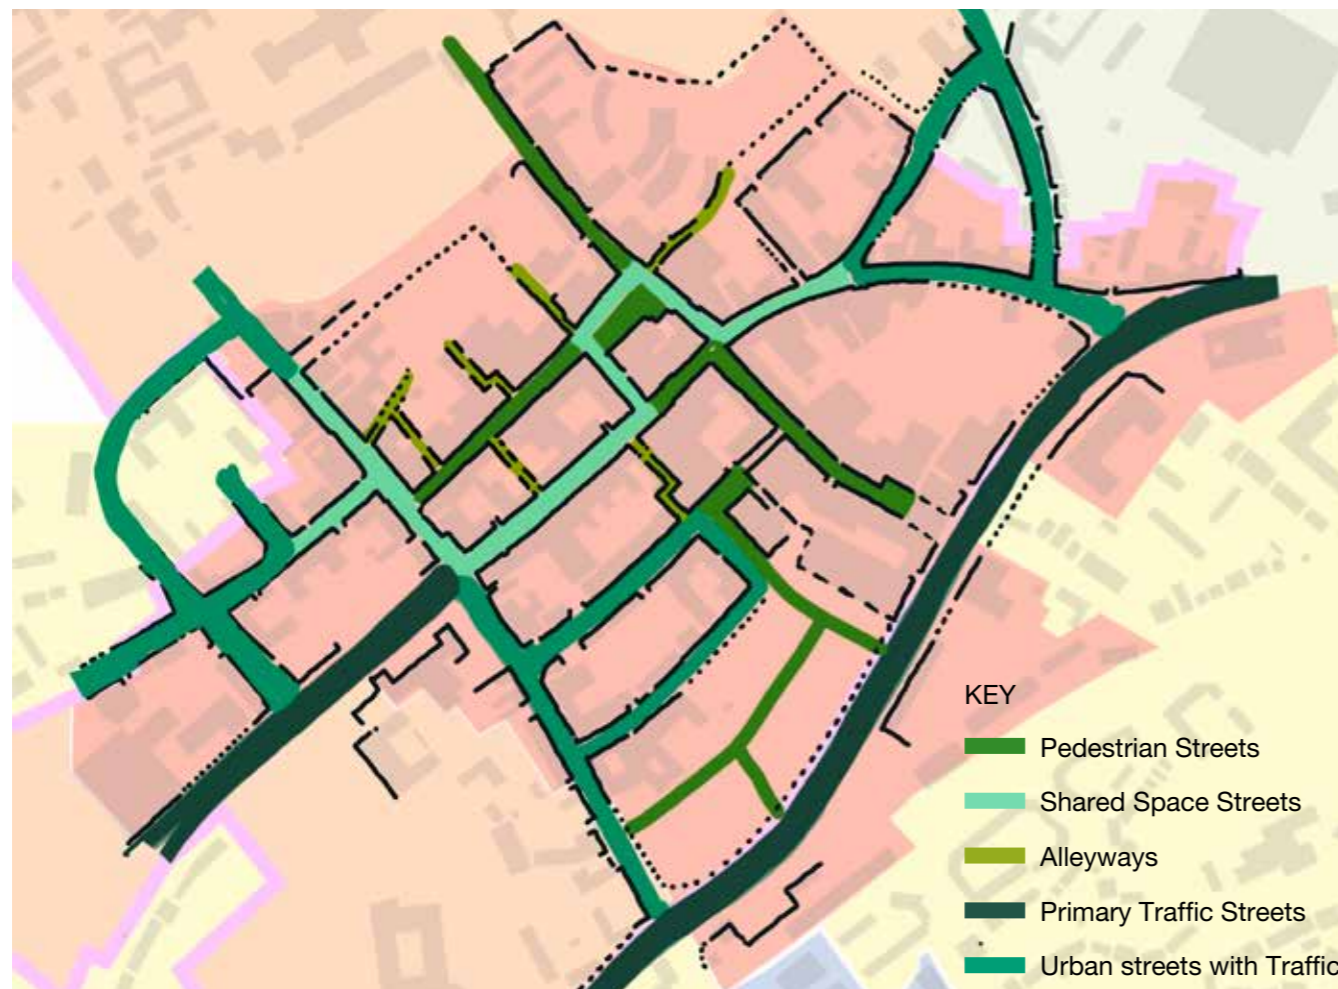 KEY
Pedestrian Streets
Shared Space Streets
Alleyways
Primary Traffic Streets
Urban streets with Traffic